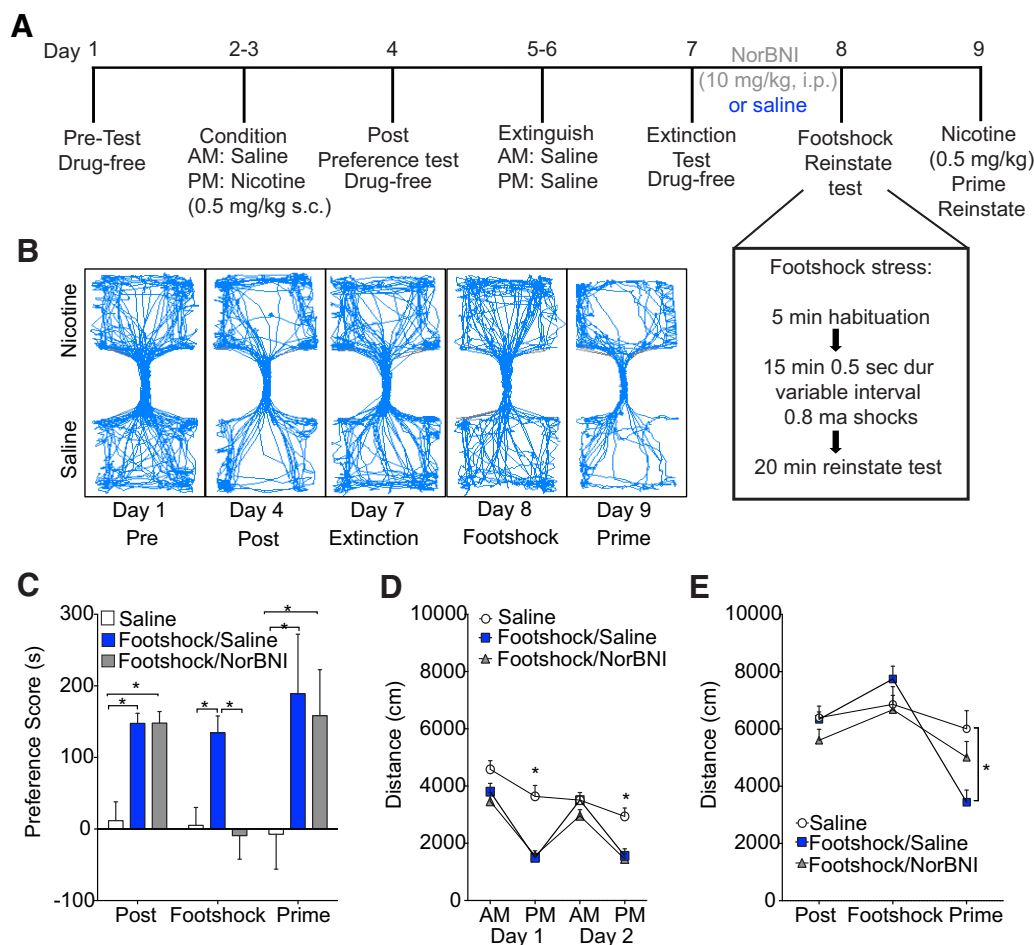 A
Day 1 2-3 4 5-6 7 8 9
NorBNI
(10 mg/kg, i.p.)
or saline
Pre-Test
Drug-free
Condition
AM: Saline
PM: Nicotine
(0.5 mg/kg s.c.)
Post
Preference test
Drug-free
Extinguish
AM: Saline
PM: Saline
Extinction
Test
Drug-free
Footshock
Reinstate
test
Nicotine
(0.5 mg/kg)
Prime
Reinstate
Footshock stress:
5 min habituation
15 min 0.5 sec dur
variable interval
0.8 ma shocks
20 min reinstate test
B
Nicotine
Saline
Day 1
Pre
Day 4
Post
Day 7
Extinction
Day 8
Footshock
Day 9
Prime
C
Preference Score (s)
300
200
100
0
-100
Saline
Footshock/Saline
Footshock/NorBNI
* * * * * *
Post Footshock Prime
D
Distance (cm)
10000
8000
6000
4000
2000
0
Saline
Footshock/Saline
Footshock/NorBNI
* *
AM PM AM PM
Day 1 Day 2
E
Distance (cm)
10000
8000
6000
4000
2000
0
*
Saline
Footshock/Saline
Footshock/NorBNI
Post Footshock Prime